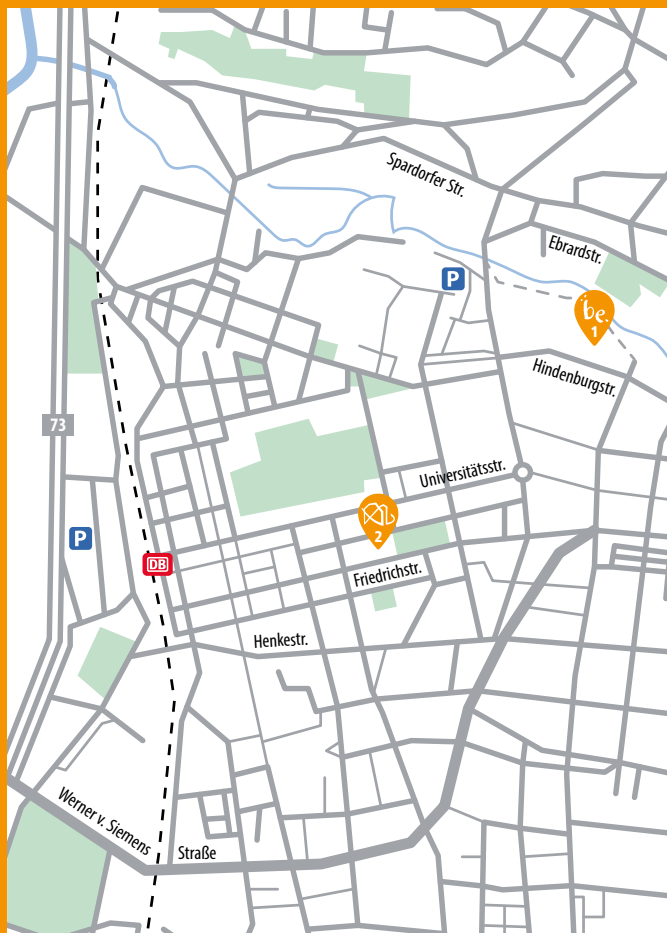 Spardorfer Str.
Ebrardstr.
P
be.
1
Hindenburgstr.
73
Universitätsstr.
P
2
DB
Friedrichstr.
Henkestr.
Werner v. Siemens
Straße